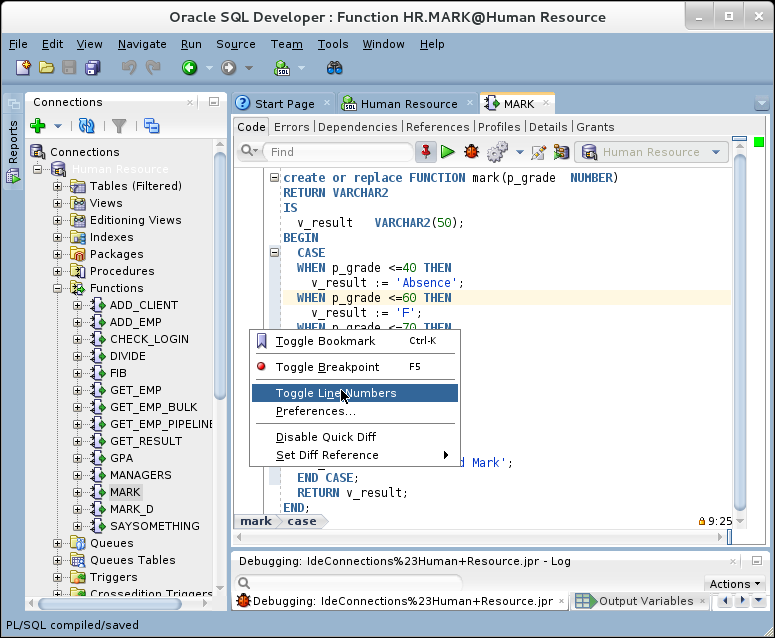 Oracle SQL Developer : Function HR.MARK@Human Resource
File Edit View Navigate Run Source Team Tools Window Help
Reports
Connections
Connections
Human Resource
Tables (Filtered)
Views
Editioning Views
Indexes
Packages
Procedures
Functions
ADD_CLIENT
ADD_EMP
CHECK_LOGIN
DIVIDE
FIB
GET_EMP
GET_EMP_BULK
GET_EMP_PIPELINE
GET_RESULT
GPA
MANAGERS
MARK
MARK_D
SAYSOMETHING
Queues
Queues Tables
Triggers
Crossedition Triggers
Start Page Human Resource MARK
Code Errors Dependencies References Profiles Details Grants
Find Human Resource
create or replace FUNCTION mark(p_grade NUMBER)
RETURN VARCHAR2
IS
v_result VARCHAR2(50);
BEGIN
CASE
WHEN p_grade <=40 THEN
v_result := 'Absence';
WHEN p_grade <=60 THEN
v_result := 'F';
WHEN p_grade <=70 THEN
Toggle Bookmark Ctrl-K
Toggle Breakpoint F5
Toggle Line Numbers
Preferences...
Disable Quick Diff
Set Diff Reference
d Mark';
END CASE;
RETURN v_result;
END;
mark case 9:25
Debugging: IdeConnections%23Human+Resource.jpr - Log
Actions
Debugging: IdeConnections%23Human+Resource.jpr Output Variables
PL/SQL compiled/saved